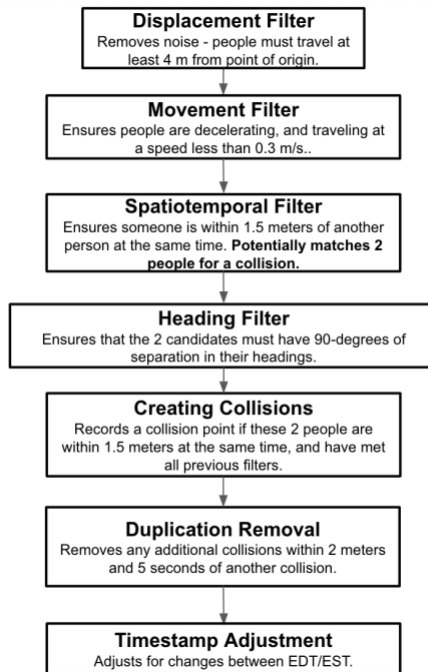 Displacement Filter
Removes noise - people must travel at
least 4 m from point of origin.
Movement Filter
Ensures people are decelerating, and traveling at
a speed less than 0.3 m/s..
Spatiotemporal Filter
Ensures someone is within 1.5 meters of another
person at the same time. Potentially matches 2
people for a collision.
Heading Filter
Ensures that the 2 candidates must have 90-degrees of
separation in their headings.
Creating Collisions
Records a collision point if these 2 people are
within 1.5 meters at the same time, and have met
all previous filters.
Duplication Removal
Removes any additional collisions within 2 meters
and 5 seconds of another collision.
Timestamp Adjustment
Adjusts for changes between EDT/EST.